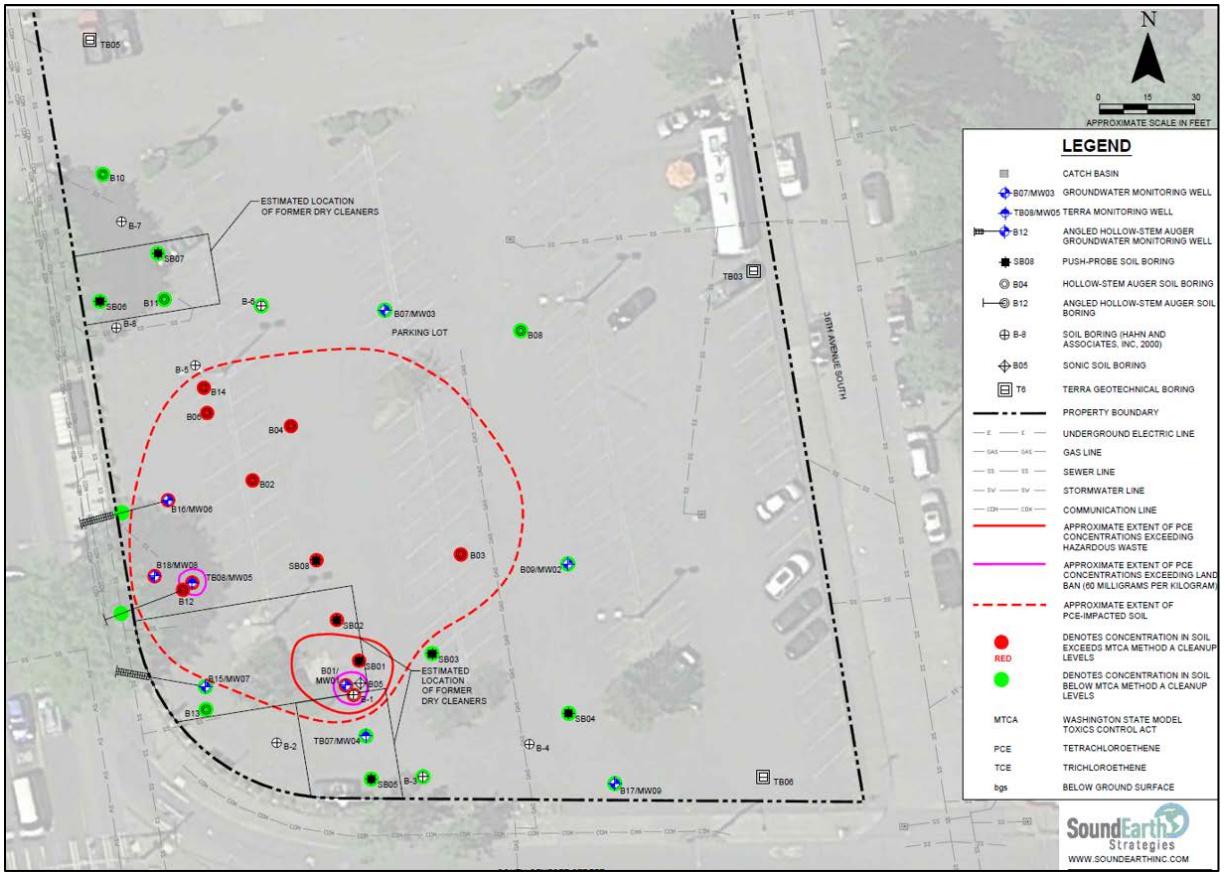 TB05
B10
B-7
ESTIMATED LOCATION
OF FORMER DRY CLEANERS
SB07
SB06
B11
B-8
B-6
B07/MW03
PARKING LOT
B08
TB03
36TH AVENUE SOUTH
B-5
B14
B06
B04
B02
B16/MW06
B03
SB08
B09/MW02
B18/MW08
TB08/MW05
B12
SB02
SB01
SB03
B01/
MW01
B05
B-1
ESTIMATED
LOCATION
OF FORMER
DRY CLEANERS
B15/MW07
B13
SB04
B-2
TB07/MW04
B-4
SB05
B-3
B17/MW09
TB06
N
0 15 30
APPROXIMATE SCALE IN FEET
LEGEND
CATCH BASIN
B07/MW03 GROUNDWATER MONITORING WELL
TB08/MW05 TERRA MONITORING WELL
B12 ANGLED HOLLOW-STEM AUGER
GROUNDWATER MONITORING WELL
SB08 PUSH-PROBE SOIL BORING
B04 HOLLOW-STEM AUGER SOIL BORING
B12 ANGLED HOLLOW-STEM AUGER SOIL
BORING
B-8 SOIL BORING (HAHN AND
ASSOCIATES, INC, 2000)
B05 SONIC SOIL BORING
T6 TERRA GEOTECHNICAL BORING
PROPERTY BOUNDARY
E E UNDERGROUND ELECTRIC LINE
GAS GAS GAS LINE
SS SS SEWER LINE
SW SW STORMWATER LINE
COM COM COMMUNICATION LINE
APPROXIMATE EXTENT OF PCE
CONCENTRATIONS EXCEEDING
HAZARDOUS WASTE
APPROXIMATE EXTENT OF PCE
CONCENTRATIONS EXCEEDING LAND
BAN (60 MILLIGRAMS PER KILOGRAM)
APPROXIMATE EXTENT OF
PCE-IMPACTED SOIL
DENOTES CONCENTRATION IN SOIL
EXCEEDS MTCA METHOD A CLEANUP
LEVELS
RED
DENOTES CONCENTRATION IN SOIL
BELOW MTCA METHOD A CLEANUP
LEVELS
MTCA WASHINGTON STATE MODEL
TOXICS CONTROL ACT
PCE TETRACHLOROETHENE
TCE TRICHLOROETHENE
bgs BELOW GROUND SURFACE
SoundEarth
Strategies
WWW.SOUNDEARTHINC.COM